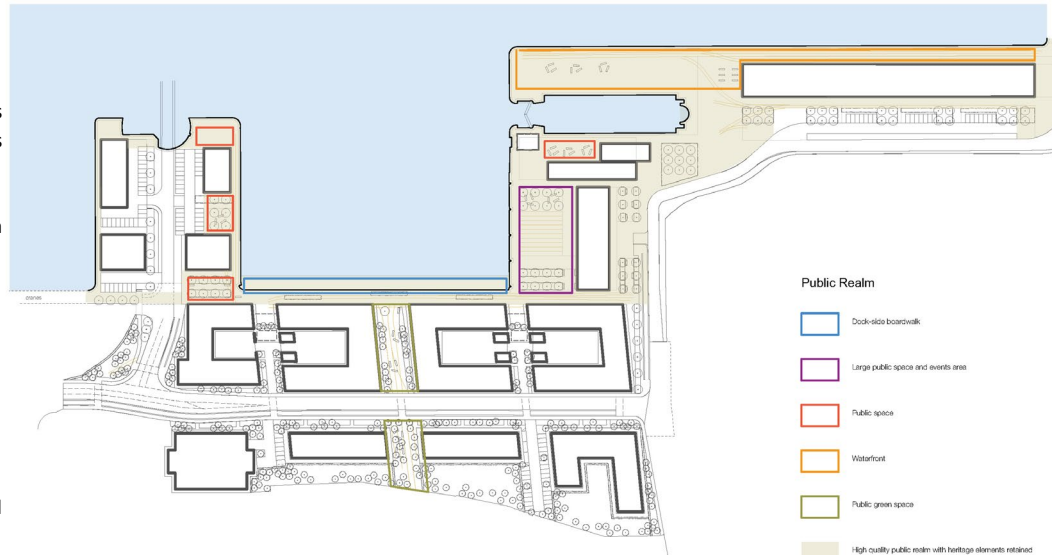 Public Realm
Dock-side boardwalk
Large public space and events area
Public space
Waterfront
Public green space
High quality public realm with heritage elements retained